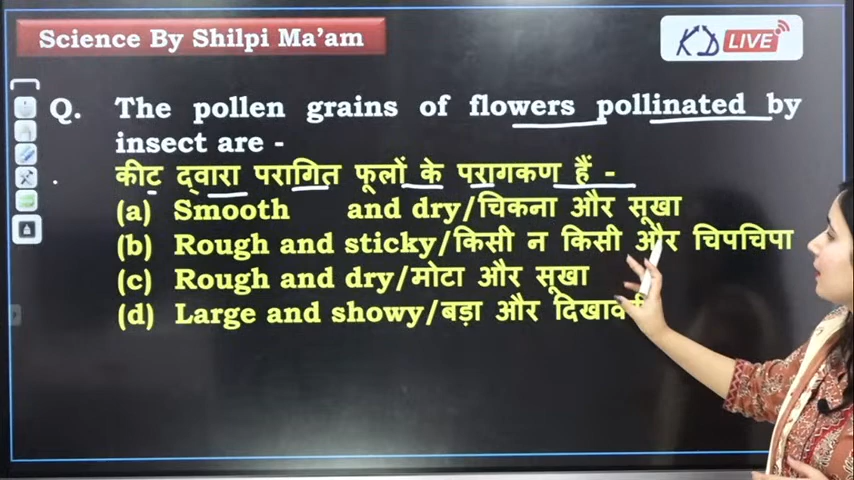 Science By Shilpi Ma'am
KD LIVE
Q. The pollen grains of flowers pollinated by
insect are -
कीट द्वारा परागित फूलों के परागकण हैं -
(a) Smooth and dry/चिकना और सूखा
(b) Rough and sticky/किसी न किसी और चिपचिपा
(c) Rough and dry/मोटा और सूखा
(d) Large and showy/बड़ा और